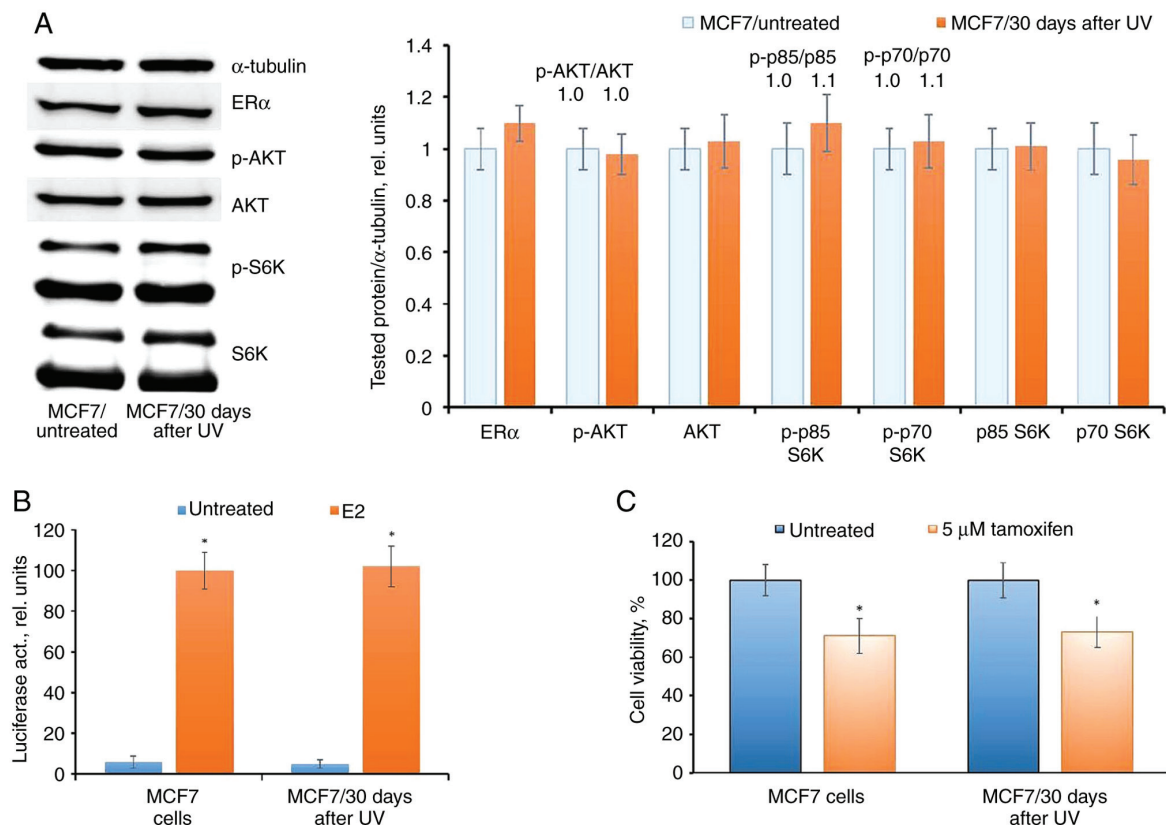 A
α-tubulin
ERα
p-AKT
AKT
p-S6K
S6K
MCF7/
untreated
MCF7/30 days
after UV
MCF7/untreated
MCF7/30 days after UV
Tested protein/α-tubulin, rel. units
1.4
1.2
1
0.8
0.6
0.4
0.2
0
p-AKT/AKT
1.0 1.0
p-p85/p85
1.0 1.1
p-p70/p70
1.0 1.1
ERα
p-AKT
AKT
p-p85
S6K
p-p70
S6K
p85 S6K
p70 S6K
B
Untreated
E2
Luciferase act., rel. units
120
100
80
60
40
20
0
*
*
MCF7
cells
MCF7/30 days
after UV
C
Untreated
5 μM tamoxifen
Cell viability, %
120
100
80
60
40
20
0
*
*
MCF7 cells
MCF7/30 days
after UV